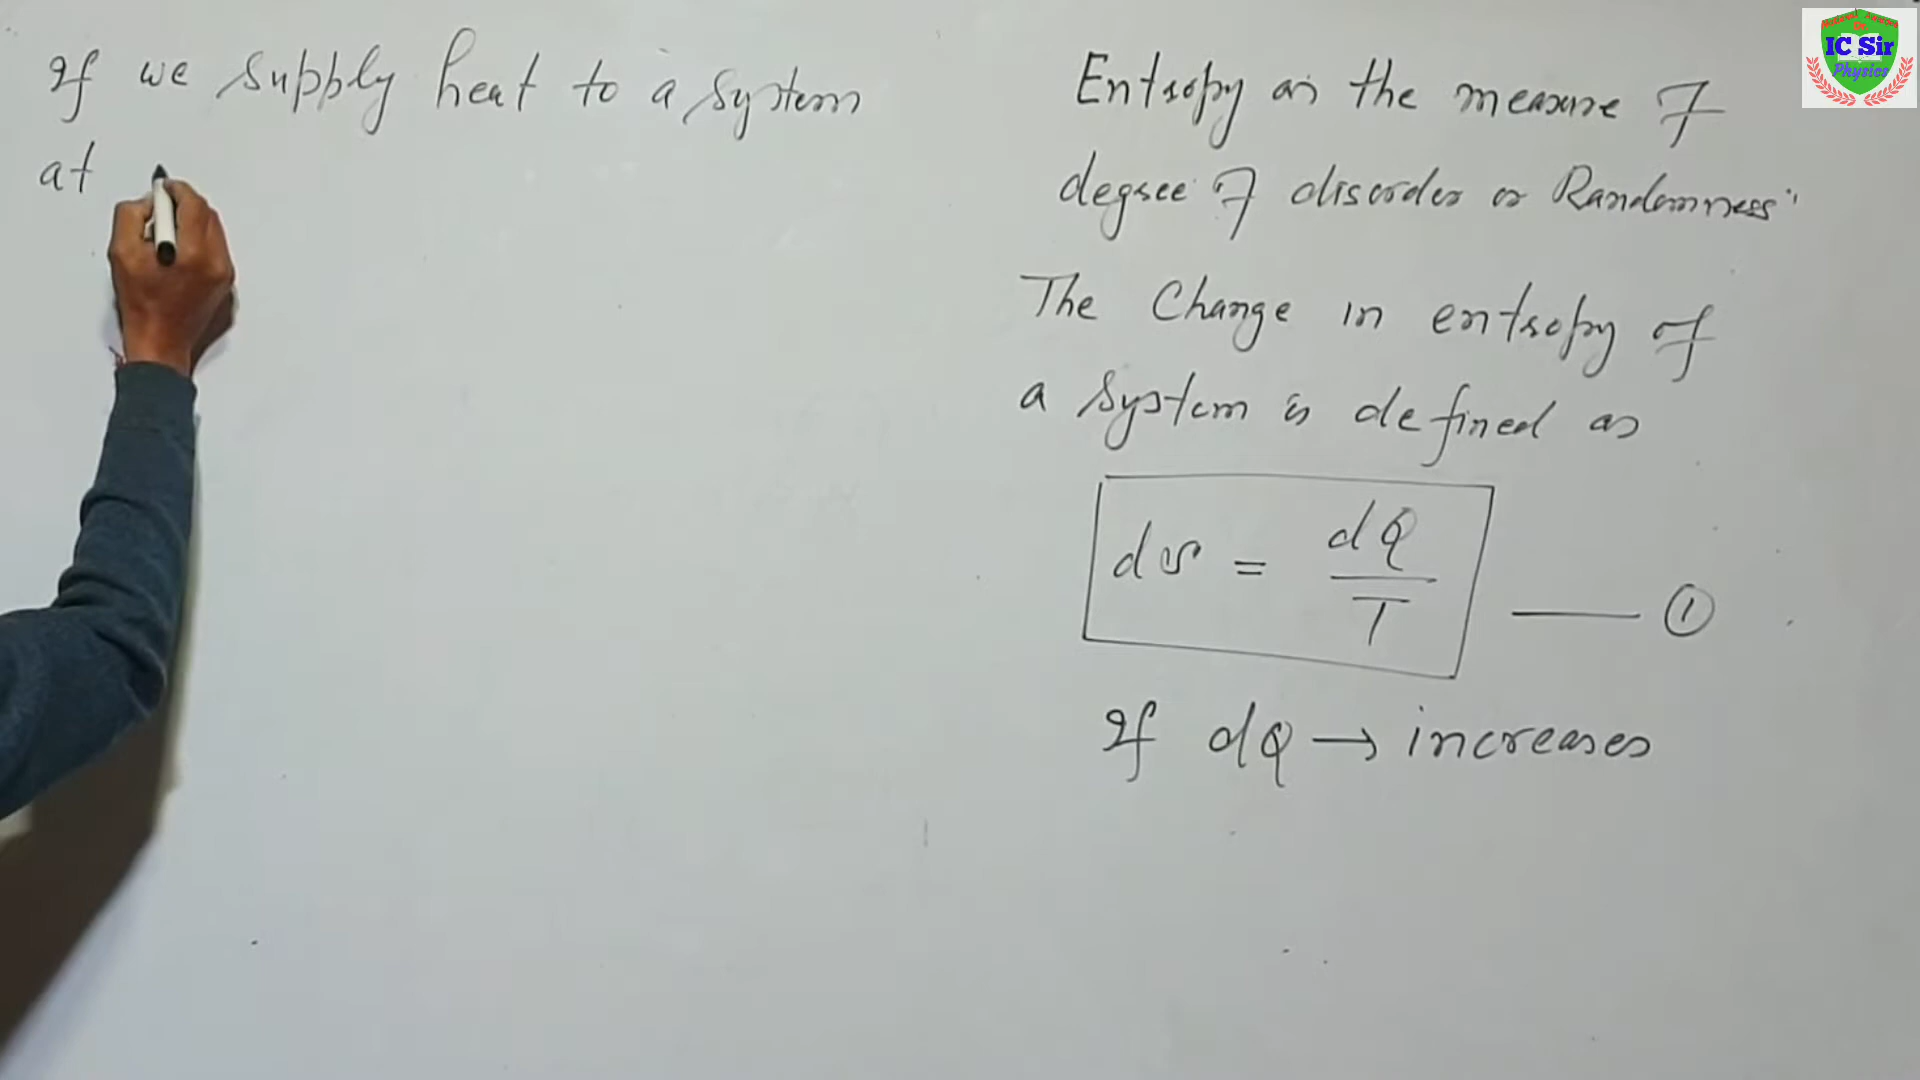 If we supply heat to a system
at
Entropy as the measure of
degree of disorder or Randomness"
The Change in entropy of
a system is defined as
dS = dQ/T —— ①
If dQ → increases
IC Sir
Physics